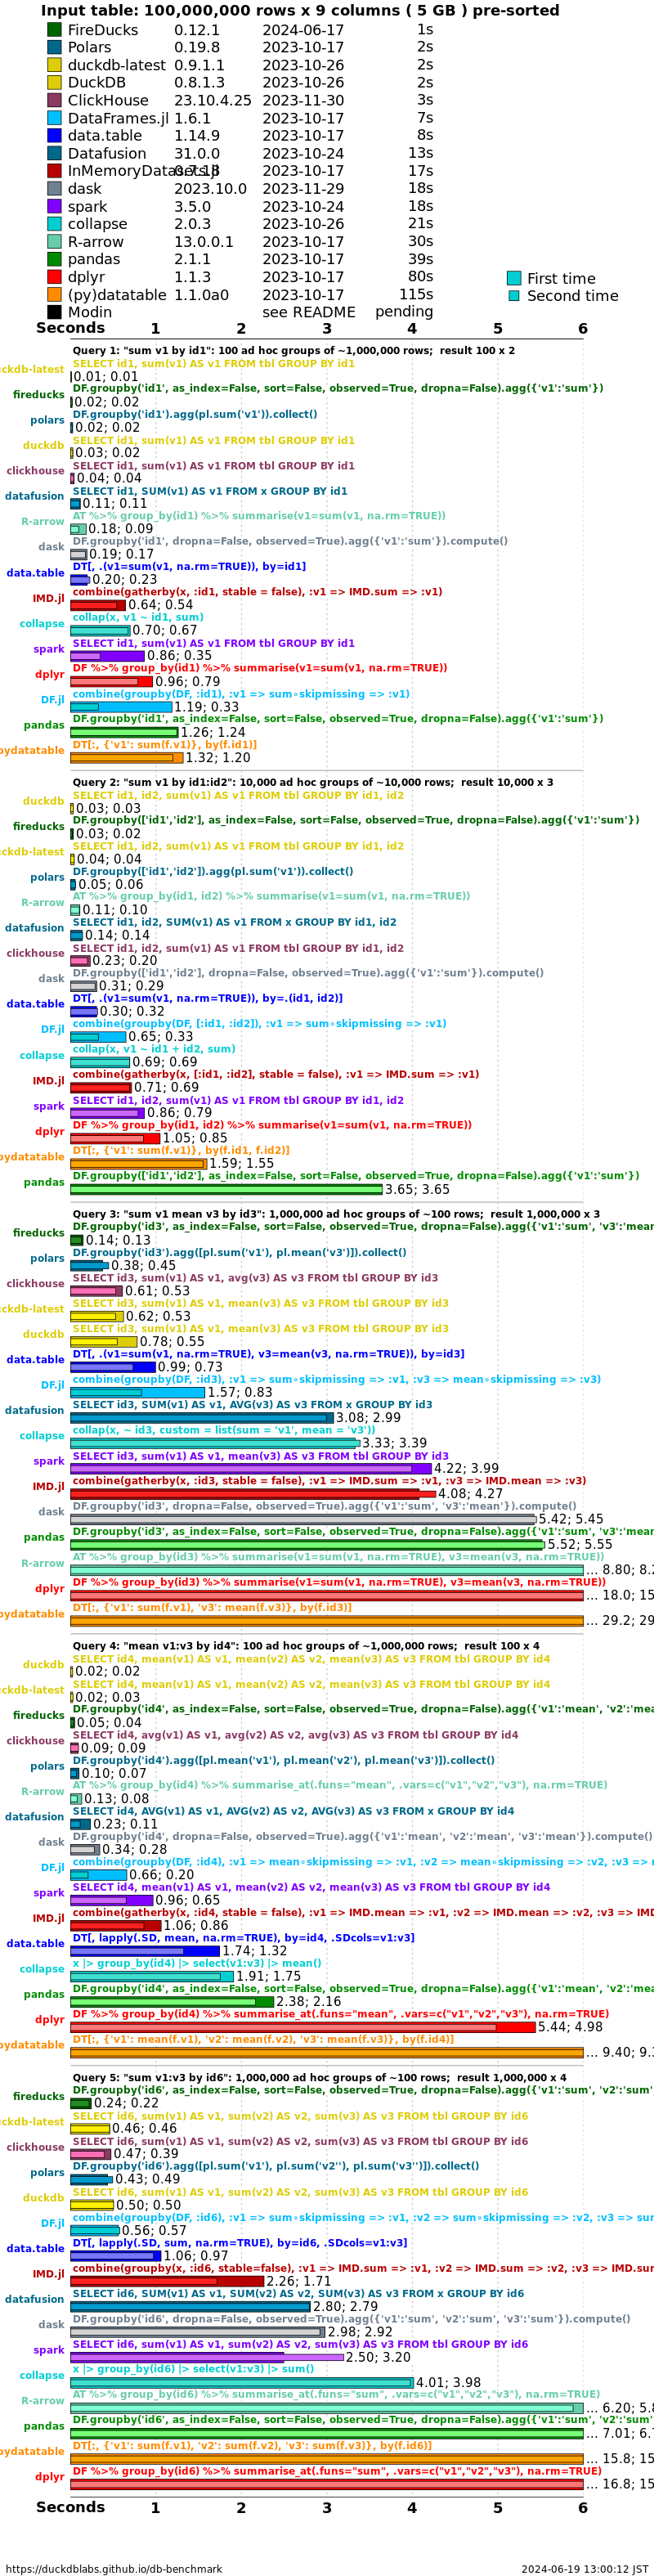 Input table: 100,000,000 rows x 9 columns ( 5 GB ) pre-sorted
FireDucks 0.12.1 2024-06-17 1s
Polars 0.19.8 2023-10-17 2s
duckdb-latest 0.9.1.1 2023-10-26 2s
DuckDB 0.8.1.3 2023-10-26 2s
ClickHouse 23.10.4.25 2023-11-30 3s
DataFrames.jl 1.6.1 2023-10-17 7s
data.table 1.14.9 2023-10-17 8s
Datafusion 31.0.0 2023-10-24 13s
InMemoryDatasets.jl 0.7.18 2023-10-17 17s
dask 2023.10.0 2023-11-29 18s
spark 3.5.0 2023-10-24 18s
collapse 2.0.3 2023-10-26 21s
R-arrow 13.0.0.1 2023-10-17 30s
pandas 2.1.1 2023-10-17 39s
dplyr 1.1.3 2023-10-17 80s
(py)datatable 1.1.0a0 2023-10-17 115s
Modin see README pending
First time
Second time
Seconds 1 2 3 4 5 6
Query 1: "sum v1 by id1": 100 ad hoc groups of ~1,000,000 rows; result 100 x 2
SELECT id1, sum(v1) AS v1 FROM tbl GROUP BY id1
uckdb-latest 0.01; 0.01
DF.groupby('id1', as_index=False, sort=False, observed=True, dropna=False).agg({'v1':'sum'})
fireducks 0.02; 0.02
DF.groupby('id1').agg(pl.sum('v1')).collect()
polars 0.02; 0.02
SELECT id1, sum(v1) AS v1 FROM tbl GROUP BY id1
duckdb 0.03; 0.02
SELECT id1, sum(v1) AS v1 FROM tbl GROUP BY id1
clickhouse 0.04; 0.04
SELECT id1, SUM(v1) AS v1 FROM x GROUP BY id1
datafusion 0.11; 0.11
AT %>% group_by(id1) %>% summarise(v1=sum(v1, na.rm=TRUE))
R-arrow 0.18; 0.09
DF.groupby('id1', dropna=False, observed=True).agg({'v1':'sum'}).compute()
dask 0.19; 0.17
DT[, .(v1=sum(v1, na.rm=TRUE)), by=id1]
data.table 0.20; 0.23
combine(gatherby(x, :id1, stable = false), :v1 => IMD.sum => :v1)
IMD.jl 0.64; 0.54
collap(x, v1 ~ id1, sum)
collapse 0.70; 0.67
SELECT id1, sum(v1) AS v1 FROM tbl GROUP BY id1
spark 0.86; 0.35
DF %>% group_by(id1) %>% summarise(v1=sum(v1, na.rm=TRUE))
dplyr 0.96; 0.79
combine(groupby(DF, :id1), :v1 => sum∘skipmissing => :v1)
DF.jl 1.19; 0.33
DF.groupby('id1', as_index=False, sort=False, observed=True, dropna=False).agg({'v1':'sum'})
pandas 1.26; 1.24
DT[:, {'v1': sum(f.v1)}, by(f.id1)]
pydatatable 1.32; 1.20
Query 2: "sum v1 by id1:id2": 10,000 ad hoc groups of ~10,000 rows; result 10,000 x 3
SELECT id1, id2, sum(v1) AS v1 FROM tbl GROUP BY id1, id2
duckdb 0.03; 0.03
DF.groupby(['id1','id2'], as_index=False, sort=False, observed=True, dropna=False).agg({'v1':'sum'})
fireducks 0.03; 0.02
SELECT id1, id2, sum(v1) AS v1 FROM tbl GROUP BY id1, id2
uckdb-latest 0.04; 0.04
DF.groupby(['id1','id2']).agg(pl.sum('v1')).collect()
polars 0.05; 0.06
AT %>% group_by(id1, id2) %>% summarise(v1=sum(v1, na.rm=TRUE))
R-arrow 0.11; 0.10
SELECT id1, id2, SUM(v1) AS v1 FROM x GROUP BY id1, id2
datafusion 0.14; 0.14
SELECT id1, id2, sum(v1) AS v1 FROM tbl GROUP BY id1, id2
clickhouse 0.23; 0.20
DF.groupby(['id1','id2'], dropna=False, observed=True).agg({'v1':'sum'}).compute()
dask 0.31; 0.29
DT[, .(v1=sum(v1, na.rm=TRUE)), by=.(id1, id2)]
data.table 0.30; 0.32
combine(groupby(DF, [:id1, :id2]), :v1 => sum∘skipmissing => :v1)
DF.jl 0.65; 0.33
collap(x, v1 ~ id1 + id2, sum)
collapse 0.69; 0.69
combine(gatherby(x, [:id1, :id2], stable = false), :v1 => IMD.sum => :v1)
IMD.jl 0.71; 0.69
SELECT id1, id2, sum(v1) AS v1 FROM tbl GROUP BY id1, id2
spark 0.86; 0.79
DF %>% group_by(id1, id2) %>% summarise(v1=sum(v1, na.rm=TRUE))
dplyr 1.05; 0.85
DT[:, {'v1': sum(f.v1)}, by(f.id1, f.id2)]
pydatatable 1.59; 1.55
DF.groupby(['id1','id2'], as_index=False, sort=False, observed=True, dropna=False).agg({'v1':'sum'})
pandas 3.65; 3.65
Query 3: "sum v1 mean v3 by id3": 1,000,000 ad hoc groups of ~100 rows; result 1,000,000 x 3
DF.groupby('id3', as_index=False, sort=False, observed=True, dropna=False).agg({'v1':'sum', 'v3':'mean
fireducks 0.14; 0.13
DF.groupby('id3').agg([pl.sum('v1'), pl.mean('v3')]).collect()
polars 0.38; 0.45
SELECT id3, sum(v1) AS v1, avg(v3) AS v3 FROM tbl GROUP BY id3
clickhouse 0.61; 0.53
SELECT id3, sum(v1) AS v1, mean(v3) AS v3 FROM tbl GROUP BY id3
uckdb-latest 0.62; 0.53
SELECT id3, sum(v1) AS v1, mean(v3) AS v3 FROM tbl GROUP BY id3
duckdb 0.78; 0.55
DT[, .(v1=sum(v1, na.rm=TRUE), v3=mean(v3, na.rm=TRUE)), by=id3]
data.table 0.99; 0.73
combine(groupby(DF, :id3), :v1 => sum∘skipmissing => :v1, :v3 => mean∘skipmissing => :v3)
DF.jl 1.57; 0.83
SELECT id3, SUM(v1) AS v1, AVG(v3) AS v3 FROM x GROUP BY id3
datafusion 3.08; 2.99
collap(x, ~ id3, custom = list(sum = 'v1', mean = 'v3'))
collapse 3.33; 3.39
SELECT id3, sum(v1) AS v1, mean(v3) AS v3 FROM tbl GROUP BY id3
spark 4.22; 3.99
combine(gatherby(x, :id3, stable = false), :v1 => IMD.sum => :v1, :v3 => IMD.mean => :v3)
IMD.jl 4.08; 4.27
DF.groupby('id3', dropna=False, observed=True).agg({'v1':'sum', 'v3':'mean'}).compute()
dask 5.42; 5.45
DF.groupby('id3', as_index=False, sort=False, observed=True, dropna=False).agg({'v1':'sum', 'v3':'mean
pandas 5.52; 5.55
AT %>% group_by(id3) %>% summarise(v1=sum(v1, na.rm=TRUE), v3=mean(v3, na.rm=TRUE))
R-arrow ... 8.80; 8.2
DF %>% group_by(id3) %>% summarise(v1=sum(v1, na.rm=TRUE), v3=mean(v3, na.rm=TRUE))
dplyr ... 18.0; 15
DT[:, {'v1': sum(f.v1), 'v3': mean(f.v3)}, by(f.id3)]
pydatatable ... 29.2; 29
Query 4: "mean v1:v3 by id4": 100 ad hoc groups of ~1,000,000 rows; result 100 x 4
SELECT id4, mean(v1) AS v1, mean(v2) AS v2, mean(v3) AS v3 FROM tbl GROUP BY id4
duckdb 0.02; 0.02
SELECT id4, mean(v1) AS v1, mean(v2) AS v2, mean(v3) AS v3 FROM tbl GROUP BY id4
uckdb-latest 0.02; 0.03
DF.groupby('id4', as_index=False, sort=False, observed=True, dropna=False).agg({'v1':'mean', 'v2':'mea
fireducks 0.05; 0.04
SELECT id4, avg(v1) AS v1, avg(v2) AS v2, avg(v3) AS v3 FROM tbl GROUP BY id4
clickhouse 0.09; 0.09
DF.groupby('id4').agg([pl.mean('v1'), pl.mean('v2'), pl.mean('v3')]).collect()
polars 0.10; 0.07
AT %>% group_by(id4) %>% summarise_at(.funs="mean", .vars=c("v1","v2","v3"), na.rm=TRUE)
R-arrow 0.13; 0.08
SELECT id4, AVG(v1) AS v1, AVG(v2) AS v2, AVG(v3) AS v3 FROM x GROUP BY id4
datafusion 0.23; 0.11
DF.groupby('id4', dropna=False, observed=True).agg({'v1':'mean', 'v2':'mean', 'v3':'mean'}).compute()
dask 0.34; 0.28
combine(groupby(DF, :id4), :v1 => mean∘skipmissing => :v1, :v2 => mean∘skipmissing => :v2, :v3 =>
DF.jl 0.66; 0.20
SELECT id4, mean(v1) AS v1, mean(v2) AS v2, mean(v3) AS v3 FROM tbl GROUP BY id4
spark 0.96; 0.65
combine(gatherby(x, :id4, stable = false), :v1 => IMD.mean => :v1, :v2 => IMD.mean => :v2, :v3 => IMD
IMD.jl 1.06; 0.86
DT[, lapply(.SD, mean, na.rm=TRUE), by=id4, .SDcols=v1:v3]
data.table 1.74; 1.32
x |> group_by(id4) |> select(v1:v3) |> mean()
collapse 1.91; 1.75
DF.groupby('id4', as_index=False, sort=False, observed=True, dropna=False).agg({'v1':'mean', 'v2':'mea
pandas 2.38; 2.16
DF %>% group_by(id4) %>% summarise_at(.funs="mean", .vars=c("v1","v2","v3"), na.rm=TRUE)
dplyr 5.44; 4.98
DT[:, {'v1': mean(f.v1), 'v2': mean(f.v2), 'v3': mean(f.v3)}, by(f.id4)]
pydatatable ... 9.40; 9.3
Query 5: "sum v1:v3 by id6": 1,000,000 ad hoc groups of ~100 rows; result 1,000,000 x 4
DF.groupby('id6', as_index=False, sort=False, observed=True, dropna=False).agg({'v1':'sum', 'v2':'sum'
fireducks 0.24; 0.22
SELECT id6, sum(v1) AS v1, sum(v2) AS v2, sum(v3) AS v3 FROM tbl GROUP BY id6
uckdb-latest 0.46; 0.46
SELECT id6, sum(v1) AS v1, sum(v2) AS v2, sum(v3) AS v3 FROM tbl GROUP BY id6
clickhouse 0.47; 0.39
DF.groupby('id6').agg([pl.sum('v1'), pl.sum('v2''), pl.sum('v3'')]).collect()
polars 0.43; 0.49
SELECT id6, sum(v1) AS v1, sum(v2) AS v2, sum(v3) AS v3 FROM tbl GROUP BY id6
duckdb 0.50; 0.50
combine(groupby(DF, :id6), :v1 => sum∘skipmissing => :v1, :v2 => sum∘skipmissing => :v2, :v3 => sum
DF.jl 0.56; 0.57
DT[, lapply(.SD, sum, na.rm=TRUE), by=id6, .SDcols=v1:v3]
data.table 1.06; 0.97
combine(groupby(x, :id6, stable=false), :v1 => IMD.sum => :v1, :v2 => IMD.sum => :v2, :v3 => IMD.sum
IMD.jl 2.26; 1.71
SELECT id6, SUM(v1) AS v1, SUM(v2) AS v2, SUM(v3) AS v3 FROM x GROUP BY id6
datafusion 2.80; 2.79
DF.groupby('id6', dropna=False, observed=True).agg({'v1':'sum', 'v2':'sum', 'v3':'sum'}).compute()
dask 2.98; 2.92
SELECT id6, sum(v1) AS v1, sum(v2) AS v2, sum(v3) AS v3 FROM tbl GROUP BY id6
spark 2.50; 3.20
x |> group_by(id6) |> select(v1:v3) |> sum()
collapse 4.01; 3.98
AT %>% group_by(id6) %>% summarise_at(.funs="sum", .vars=c("v1","v2","v3"), na.rm=TRUE)
R-arrow ... 6.20; 5.8
DF.groupby('id6', as_index=False, sort=False, observed=True, dropna=False).agg({'v1':'sum', 'v2':'sum'
pandas ... 7.01; 6.7
DT[:, {'v1': sum(f.v1), 'v2': sum(f.v2), 'v3': sum(f.v3)}, by(f.id6)]
pydatatable ... 15.8; 15
DF %>% group_by(id6) %>% summarise_at(.funs="sum", .vars=c("v1","v2","v3"), na.rm=TRUE)
dplyr ... 16.8; 15
Seconds 1 2 3 4 5 6
https://duckdblabs.github.io/db-benchmark 2024-06-19 13:00:12 JST